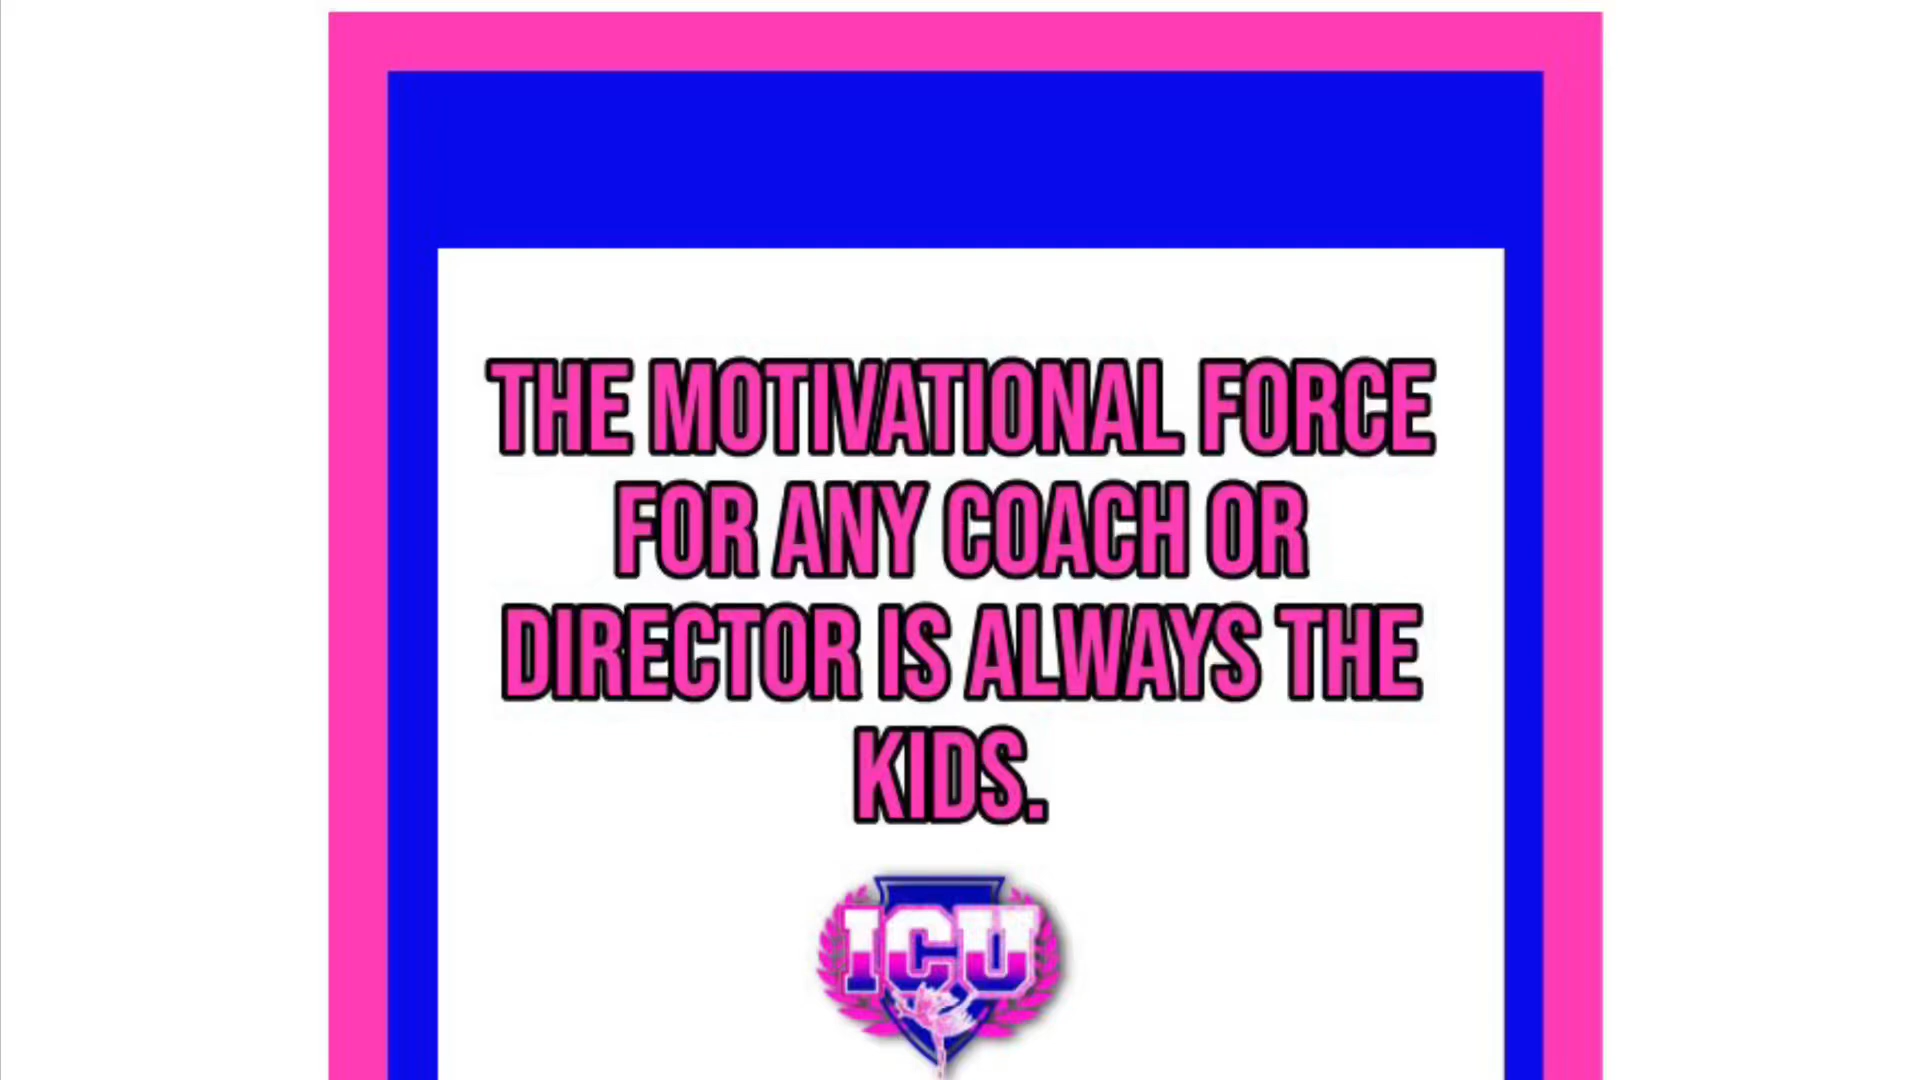 THE MOTIVATIONAL FORCE
FOR ANY COACH OR
DIRECTOR IS ALWAYS THE
KIDS.
ICU